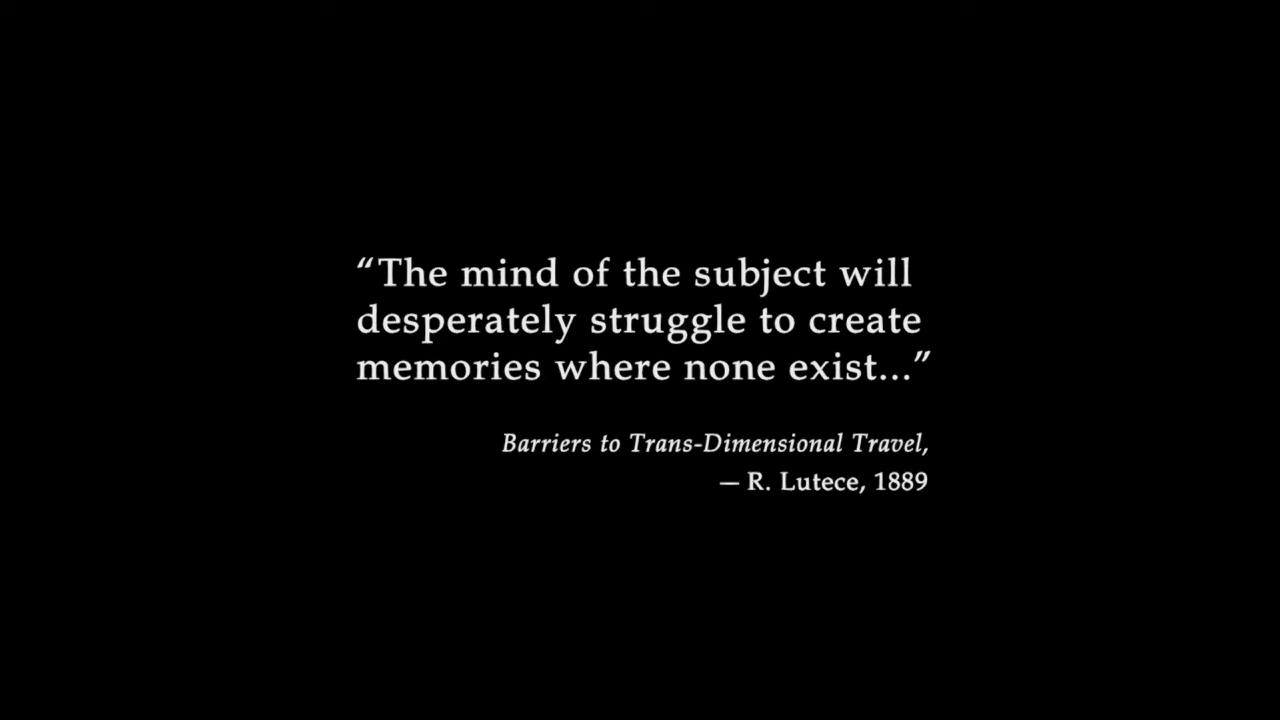 “The mind of the subject will
desperately struggle to create
memories where none exist...”
Barriers to Trans-Dimensional Travel,
— R. Lutece, 1889